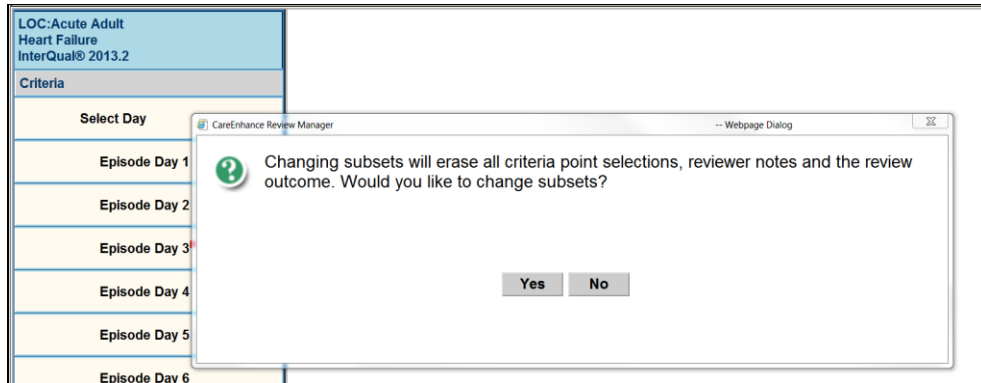 LOC:Acute Adult
Heart Failure
InterQual® 2013.2
Criteria
Select Day
Episode Day 1
Episode Day 2
Episode Day 3
Episode Day 4
Episode Day 5
Episode Day 6
CareEnhance Review Manager -- Webpage Dialog
Changing subsets will erase all criteria point selections, reviewer notes and the review
outcome. Would you like to change subsets?
Yes No